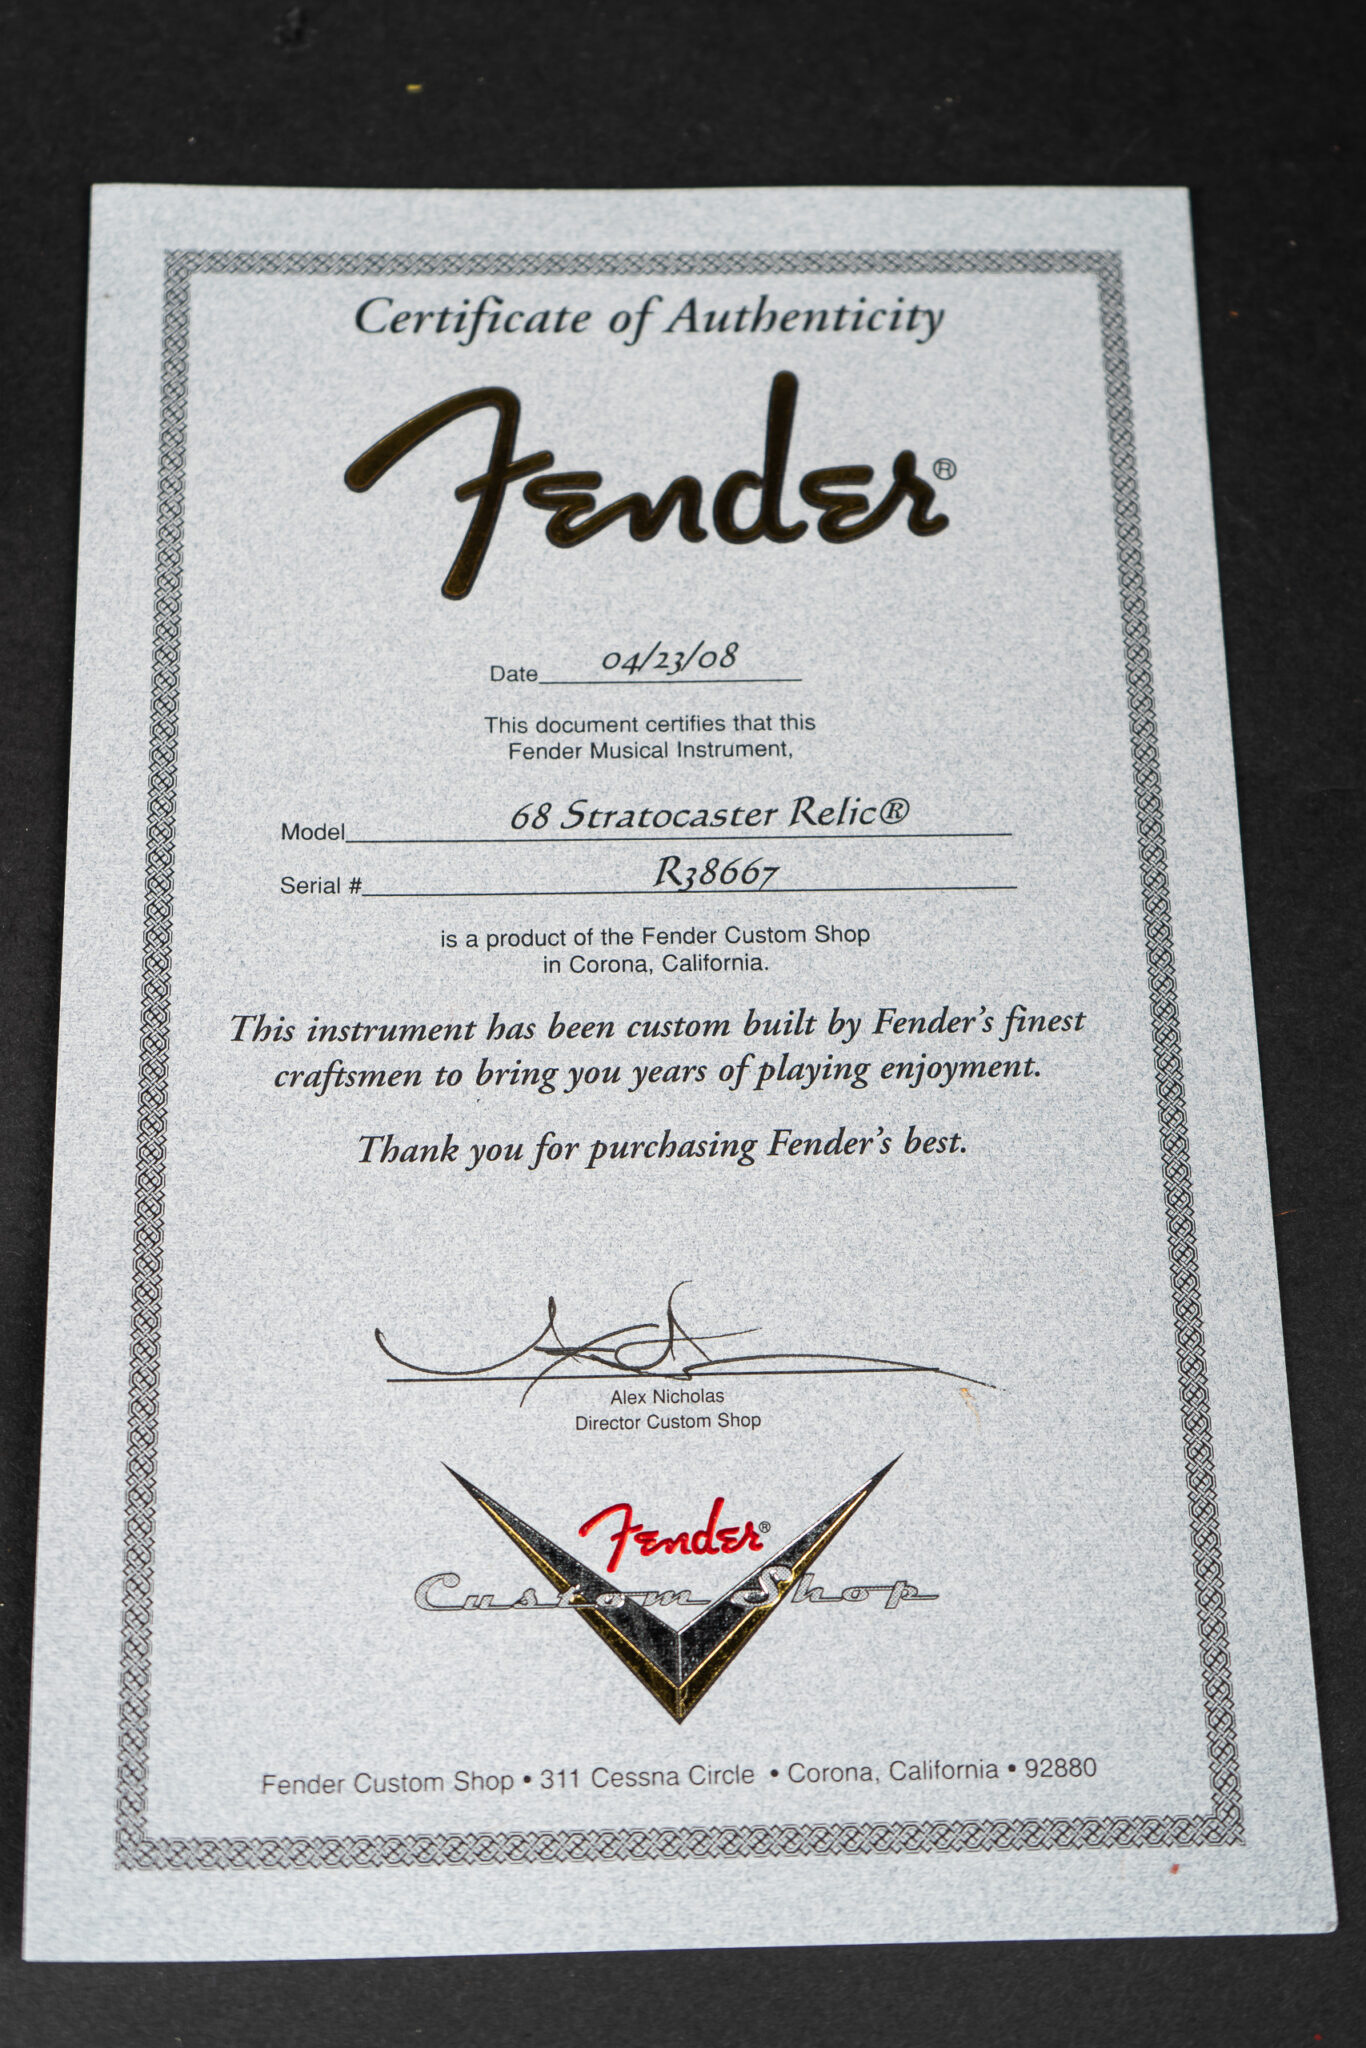 Certificate of Authenticity
Fender®
Date 04/23/08
This document certifies that this
Fender Musical Instrument,
Model 68 Stratocaster Relic®
Serial # R38667
is a product of the Fender Custom Shop
in Corona, California.
This instrument has been custom built by Fender's finest
craftsmen to bring you years of playing enjoyment.
Thank you for purchasing Fender's best.
Alex Nicholas
Director Custom Shop
Fender®
Custom Shop
Fender Custom Shop • 311 Cessna Circle • Corona, California • 92880